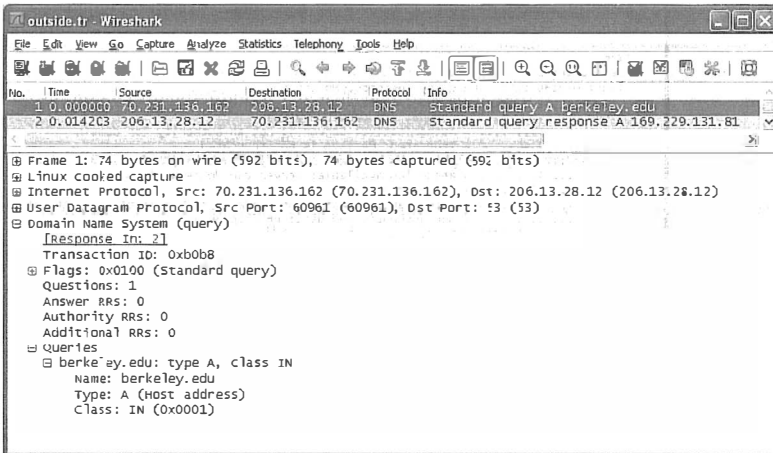 outside.tr - Wireshark
File Edit View Go Capture Analyze Statistics Telephony Tools Help
No. Time Source Destination Protocol Info
1 0.000000 70.231.136.162 206.13.28.12 DNS Standard query A berkeley.edu
2 0.014203 206.13.28.12 70.231.136.162 DNS Standard query response A 169.229.131.81
Frame 1: 74 bytes on wire (592 bits), 74 bytes captured (592 bits)
Linux cooked capture
Internet Protocol, Src: 70.231.136.162 (70.231.136.162), Dst: 206.13.28.12 (206.13.28.12)
User Datagram Protocol, Src Port: 60961 (60961), Dst Port: 53 (53)
Domain Name System (query)
[Response In: 2]
Transaction ID: 0xb0b8
Flags: 0x0100 (Standard query)
Questions: 1
Answer RRs: 0
Authority RRs: 0
Additional RRs: 0
Queries
berkeley.edu: type A, class IN
Name: berkeley.edu
Type: A (Host address)
Class: IN (0x0001)